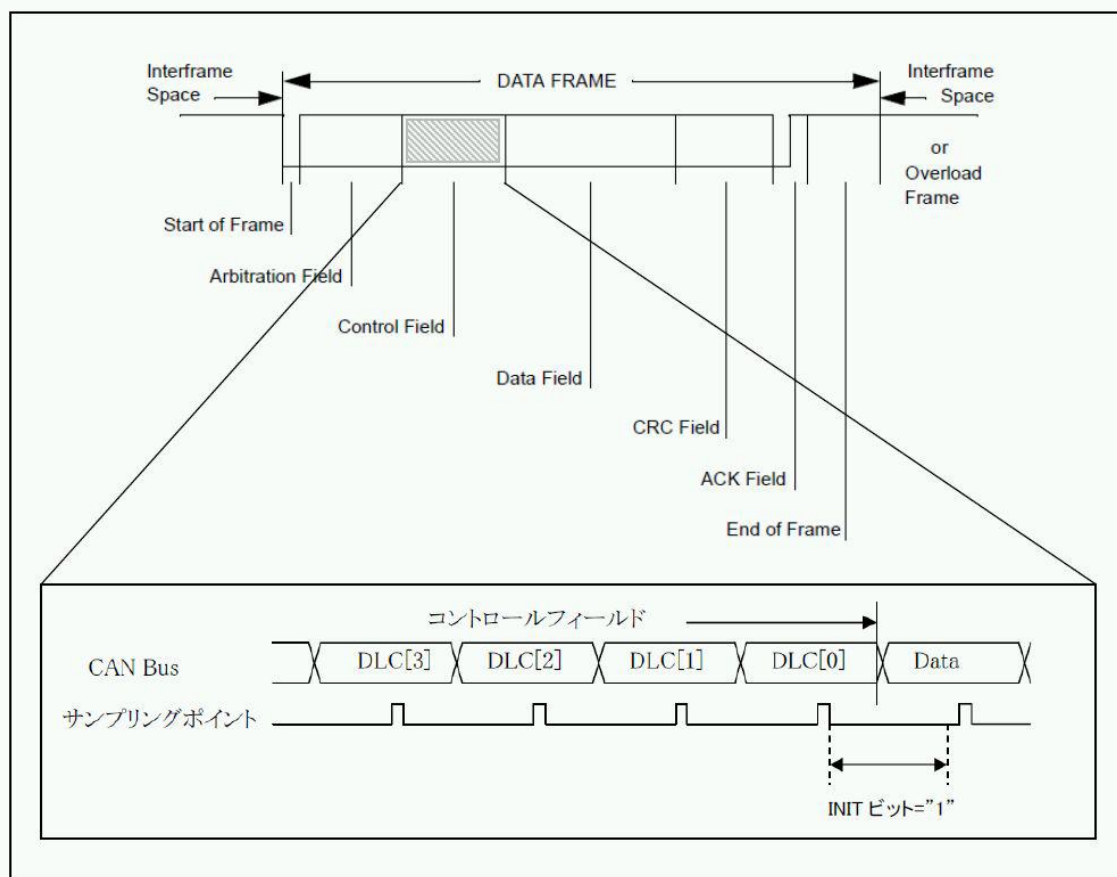 Interframe
Space
DATA FRAME
Interframe
Space
or
Overload
Frame
Start of Frame
Arbitration Field
Control Field
Data Field
CRC Field
ACK Field
End of Frame
コントロールフィールド
CAN Bus
DLC[3]
DLC[2]
DLC[1]
DLC[0]
Data
サンプリングポイント
INIT ビット="1"